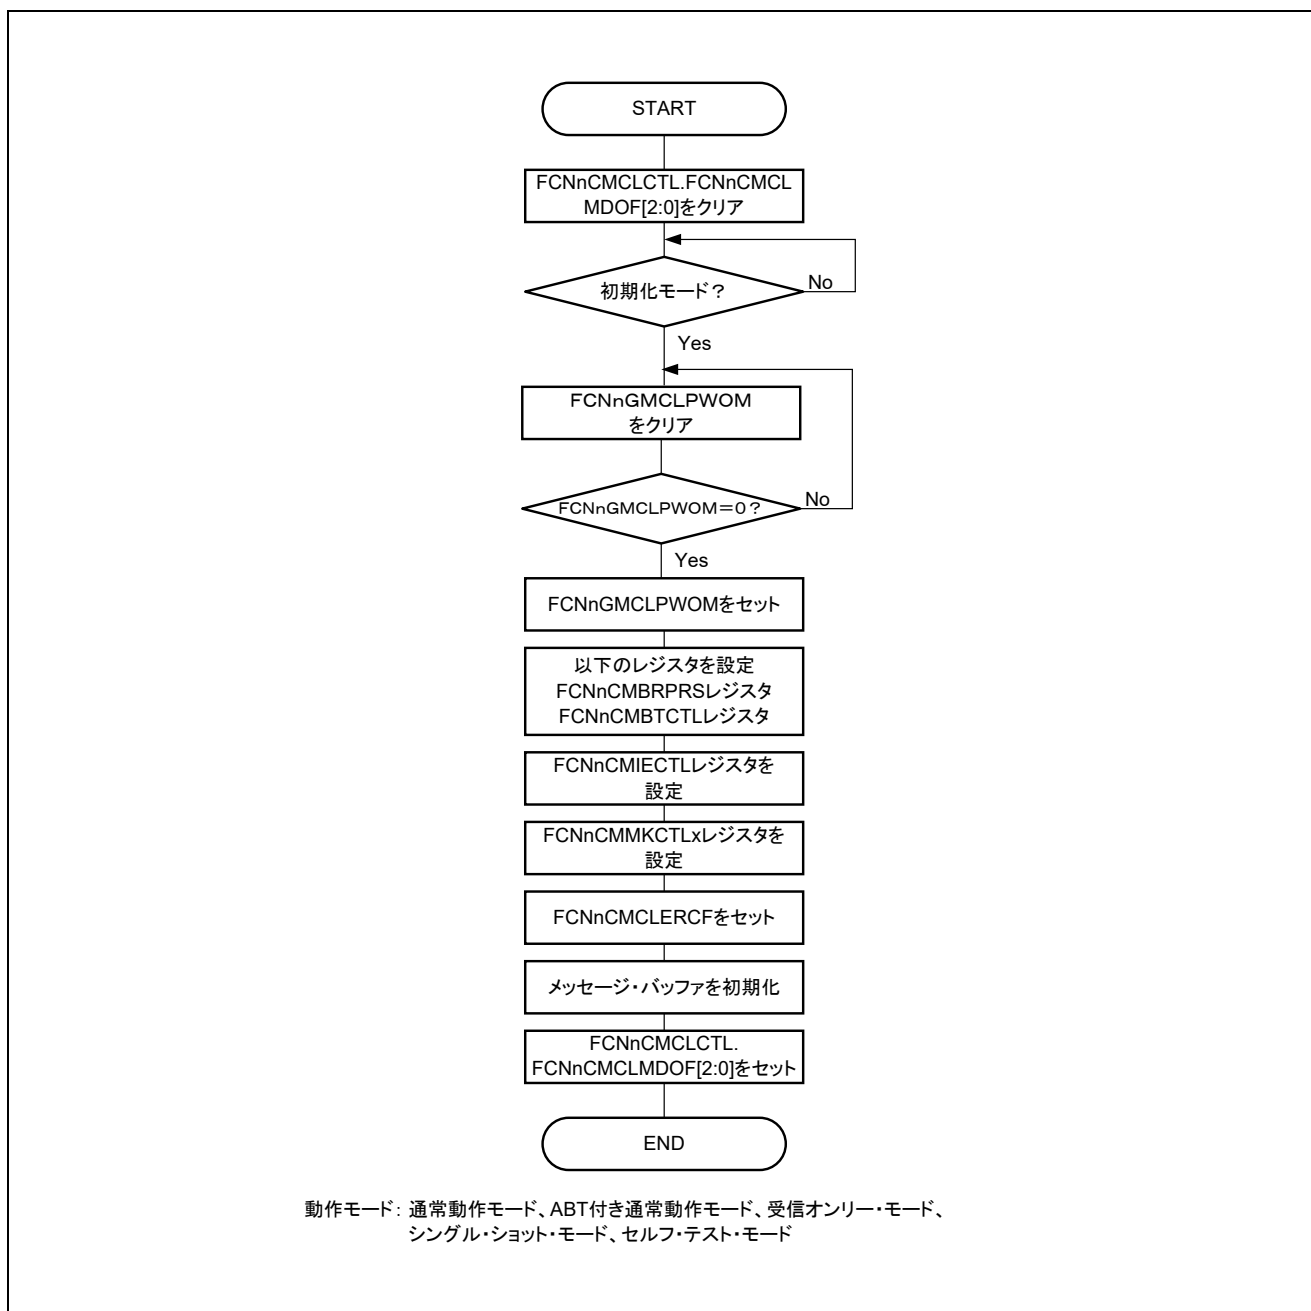 START
FCNnCMCLCTL.FCNnCMCL
MDOF[2:0]をクリア
初期化モード？
No
Yes
ＦＣＮｎＧＭＣＬＰＷＯＭ
をクリア
ＦＣＮｎＧＭＣＬＰＷＯＭ＝０？
No
Yes
FCNnGMCLPWOMをセット
以下のレジスタを設定
FCNnCMBRPRSレジスタ
FCNnCMBTCTLレジスタ
FCNnCMIECTLレジスタを
設定
FCNnCMMKCTLxレジスタを
設定
FCNnCMCLERCFをセット
メッセージ・バッファを初期化
FCNnCMCLCTL.
FCNnCMCLMDOF[2:0]をセット
END
動作モード： 通常動作モード、ABT付き通常動作モード、受信オンリー・モード、
シングル・ショット・モード、セルフ・テスト・モード